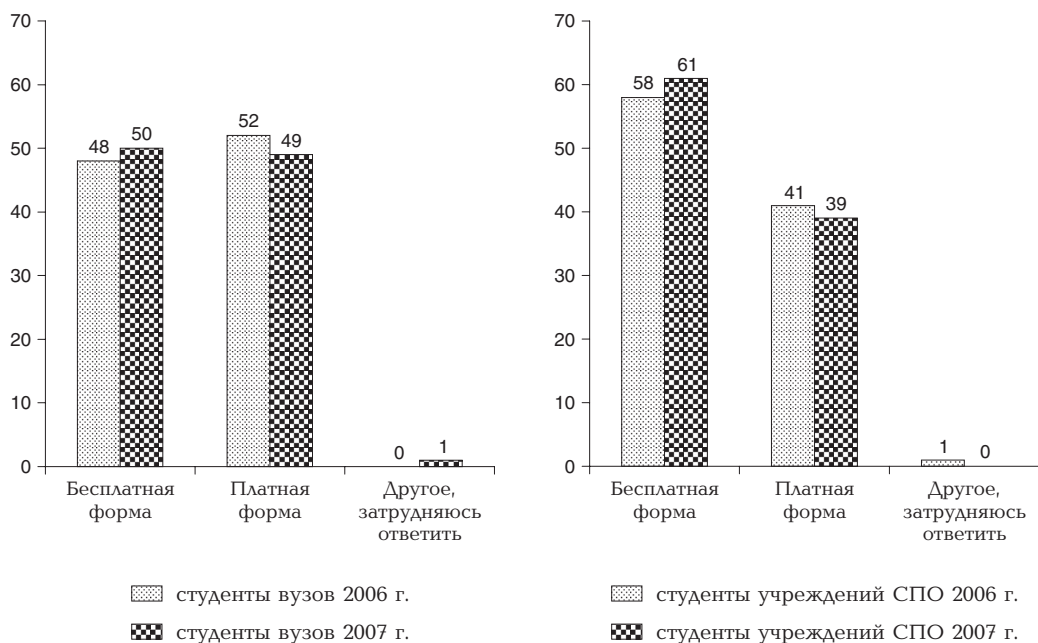 70
60
50
40
30
20
10
0
48
50
52
49
0
1
Бесплатная
форма
Платная
форма
Другое,
затрудняюсь
ответить
студенты вузов 2006 г.
студенты вузов 2007 г.
70
60
50
40
30
20
10
0
58
61
41
39
1
0
Бесплатная
форма
Платная
форма
Другое,
затрудняюсь
ответить
студенты учреждений СПО 2006 г.
студенты учреждений СПО 2007 г.